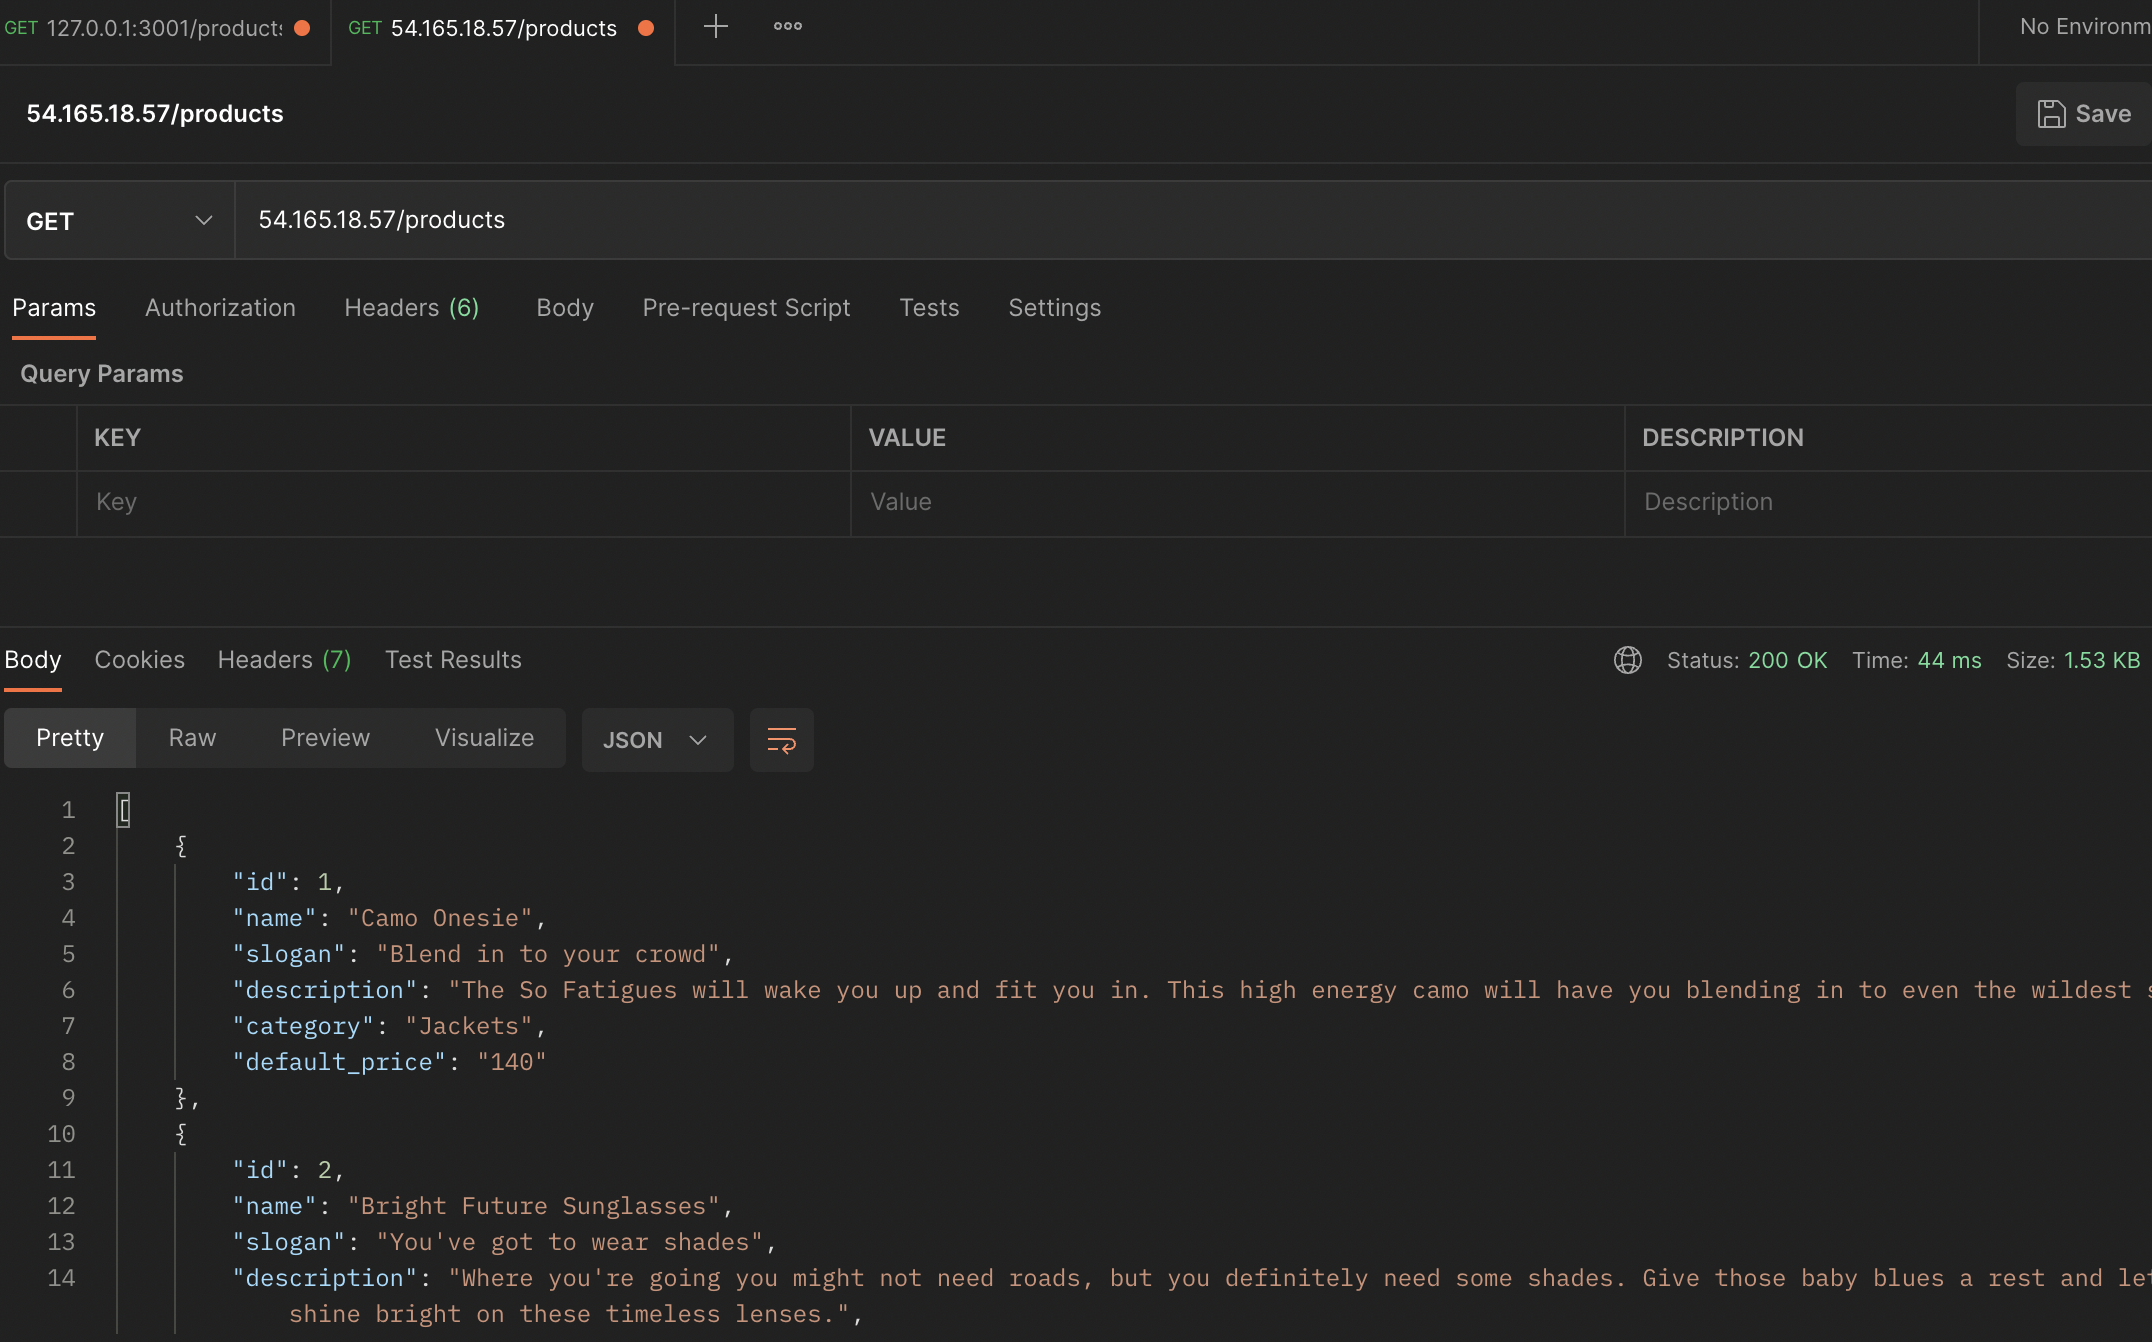 GET 127.0.0.1:3001/product
GET 54.165.18.57/products
No Environm
54.165.18.57/products
Save
GET
54.165.18.57/products
Params Authorization Headers (6) Body Pre-request Script Tests Settings
Query Params
KEY VALUE DESCRIPTION
Key Value Description
Body Cookies Headers (7) Test Results
Status: 200 OK Time: 44 ms Size: 1.53 KB
Pretty Raw Preview Visualize JSON
1 [
2 {
3 "id": 1,
4 "name": "Camo Onesie",
5 "slogan": "Blend in to your crowd",
6 "description": "The So Fatigues will wake you up and fit you in. This high energy camo will have you blending in to even the wildest
7 "category": "Jackets",
8 "default_price": "140"
9 },
10 {
11 "id": 2,
12 "name": "Bright Future Sunglasses",
13 "slogan": "You've got to wear shades",
14 "description": "Where you're going you might not need roads, but you definitely need some shades. Give those baby blues a rest and let
shine bright on these timeless lenses.",